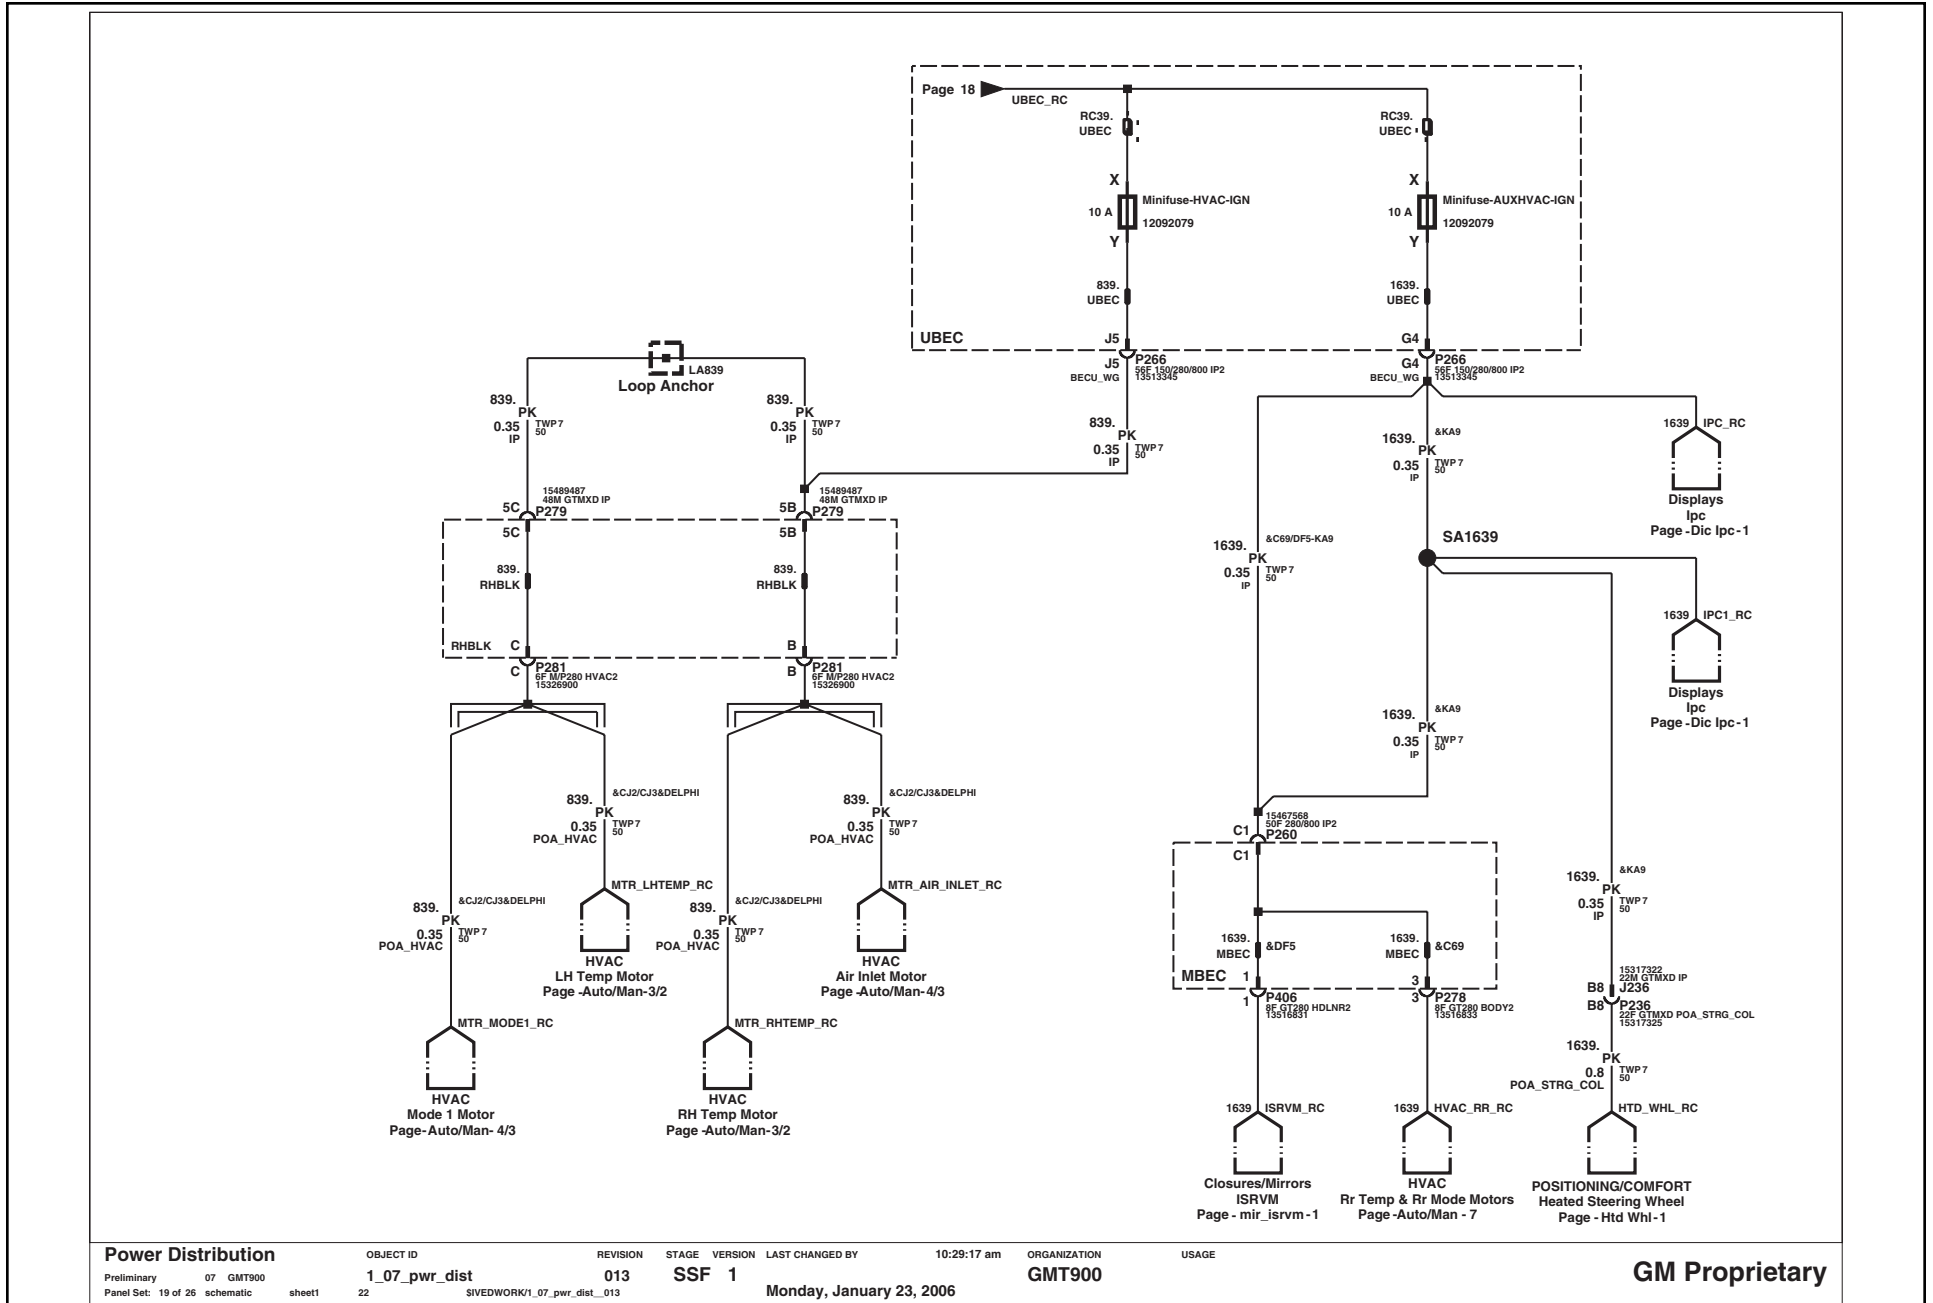 Page 18
UBEC_RC
RC39.
UBEC
RC39.
UBEC
X
X
10 A
Minifuse-HVAC-IGN
12092079
10 A
Minifuse-AUXHVAC-IGN
12092079
Y
Y
839.
UBEC
1639.
UBEC
UBEC
J5
G4
J5
P266
56F 150/280/800 IP2
13513345
BECU_WG
G4
P266
56F 150/280/800 IP2
13513345
BECU_WG
LA839
Loop Anchor
839.
PK
0.35
TWP 7
50
IP
839.
PK
0.35
TWP 7
50
IP
839.
PK
0.35
TWP 7
50
IP
1639.
&KA9
PK
0.35
TWP 7
50
IP
1639
IPC_RC
Displays
Ipc
Page -Dic Ipc-1
15489487
48M GTMXD IP
5C
P279
5C
15489487
48M GTMXD IP
5B
P279
5B
839.
RHBLK
839.
RHBLK
RHBLK
C
B
C
P281
6F M/P280 HVAC2
15326900
B
P281
6F M/P280 HVAC2
15326900
1639.
&C69/DF5-KA9
PK
0.35
TWP 7
50
IP
SA1639
1639
IPC1_RC
Displays
Ipc
Page -Dic Ipc-1
1639.
&KA9
PK
0.35
TWP 7
50
IP
839.
&CJ2/CJ3&DELPHI
PK
0.35
TWP 7
50
POA_HVAC
839.
&CJ2/CJ3&DELPHI
PK
0.35
TWP 7
50
POA_HVAC
MTR_LHTEMP_RC
MTR_AIR_INLET_RC
839.
&CJ2/CJ3&DELPHI
PK
0.35
TWP 7
50
POA_HVAC
839.
&CJ2/CJ3&DELPHI
PK
0.35
TWP 7
50
POA_HVAC
HVAC
LH Temp Motor
Page -Auto/Man-3/2
HVAC
Air Inlet Motor
Page -Auto/Man-4/3
MTR_MODE1_RC
MTR_RHTEMP_RC
HVAC
Mode 1 Motor
Page-Auto/Man- 4/3
HVAC
RH Temp Motor
Page -Auto/Man-3/2
15467568
50F 280/800 IP2
C1
P260
C1
1639.
MBEC
&DF5
1639.
MBEC
&C69
MBEC
1
3
1
P406
8F GT280 HDLNR2
13516831
3
P278
8F GT280 BODY2
13516833
1639.
&KA9
PK
0.35
TWP 7
50
IP
15317322
22M GTMXD IP
B8
J236
B8
P236
22F GTMXD POA_STRG_COL
15317325
1639.
PK
0.8
TWP 7
50
POA_STRG_COL
1639
ISRVM_RC
1639
HVAC_RR_RC
HTD_WHL_RC
Closures/Mirrors
ISRVM
Page - mir_isrvm-1
HVAC
Rr Temp & Rr Mode Motors
Page -Auto/Man - 7
POSITIONING/COMFORT
Heated Steering Wheel
Page - Htd Whl-1
Power Distribution
OBJECT ID
REVISION
STAGE
VERSION
LAST CHANGED BY
10:29:17 am
ORGANIZATION
USAGE
Preliminary
07 GMT900
1_07_pwr_dist
013
SSF
1
GMT900
GM Proprietary
Panel Set: 19 of 26 schematic
sheet1
22
$IVEDWORK/1_07_pwr_dist__013
Monday, January 23, 2006